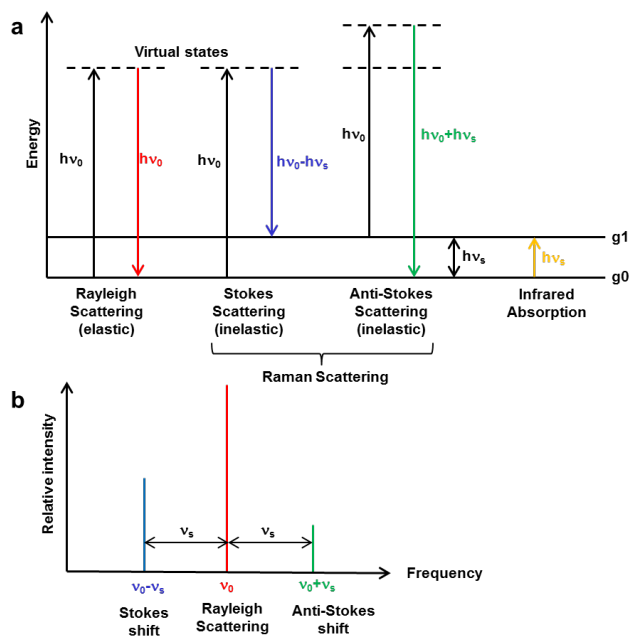 a
Virtual states
Energy
hν₀
hν₀
hν₀
hν₀-hνₛ
hν₀
hν₀+hνₛ
g1
hνₛ
hνₛ
g0
Rayleigh
Scattering
(elastic)
Stokes
Scattering
(inelastic)
Anti-Stokes
Scattering
(inelastic)
Infrared
Absorption
Raman Scattering
b
Relative intensity
νₛ
νₛ
Frequency
ν₀-νₛ
ν₀
ν₀+νₛ
Stokes
shift
Rayleigh
Scattering
Anti-Stokes
shift